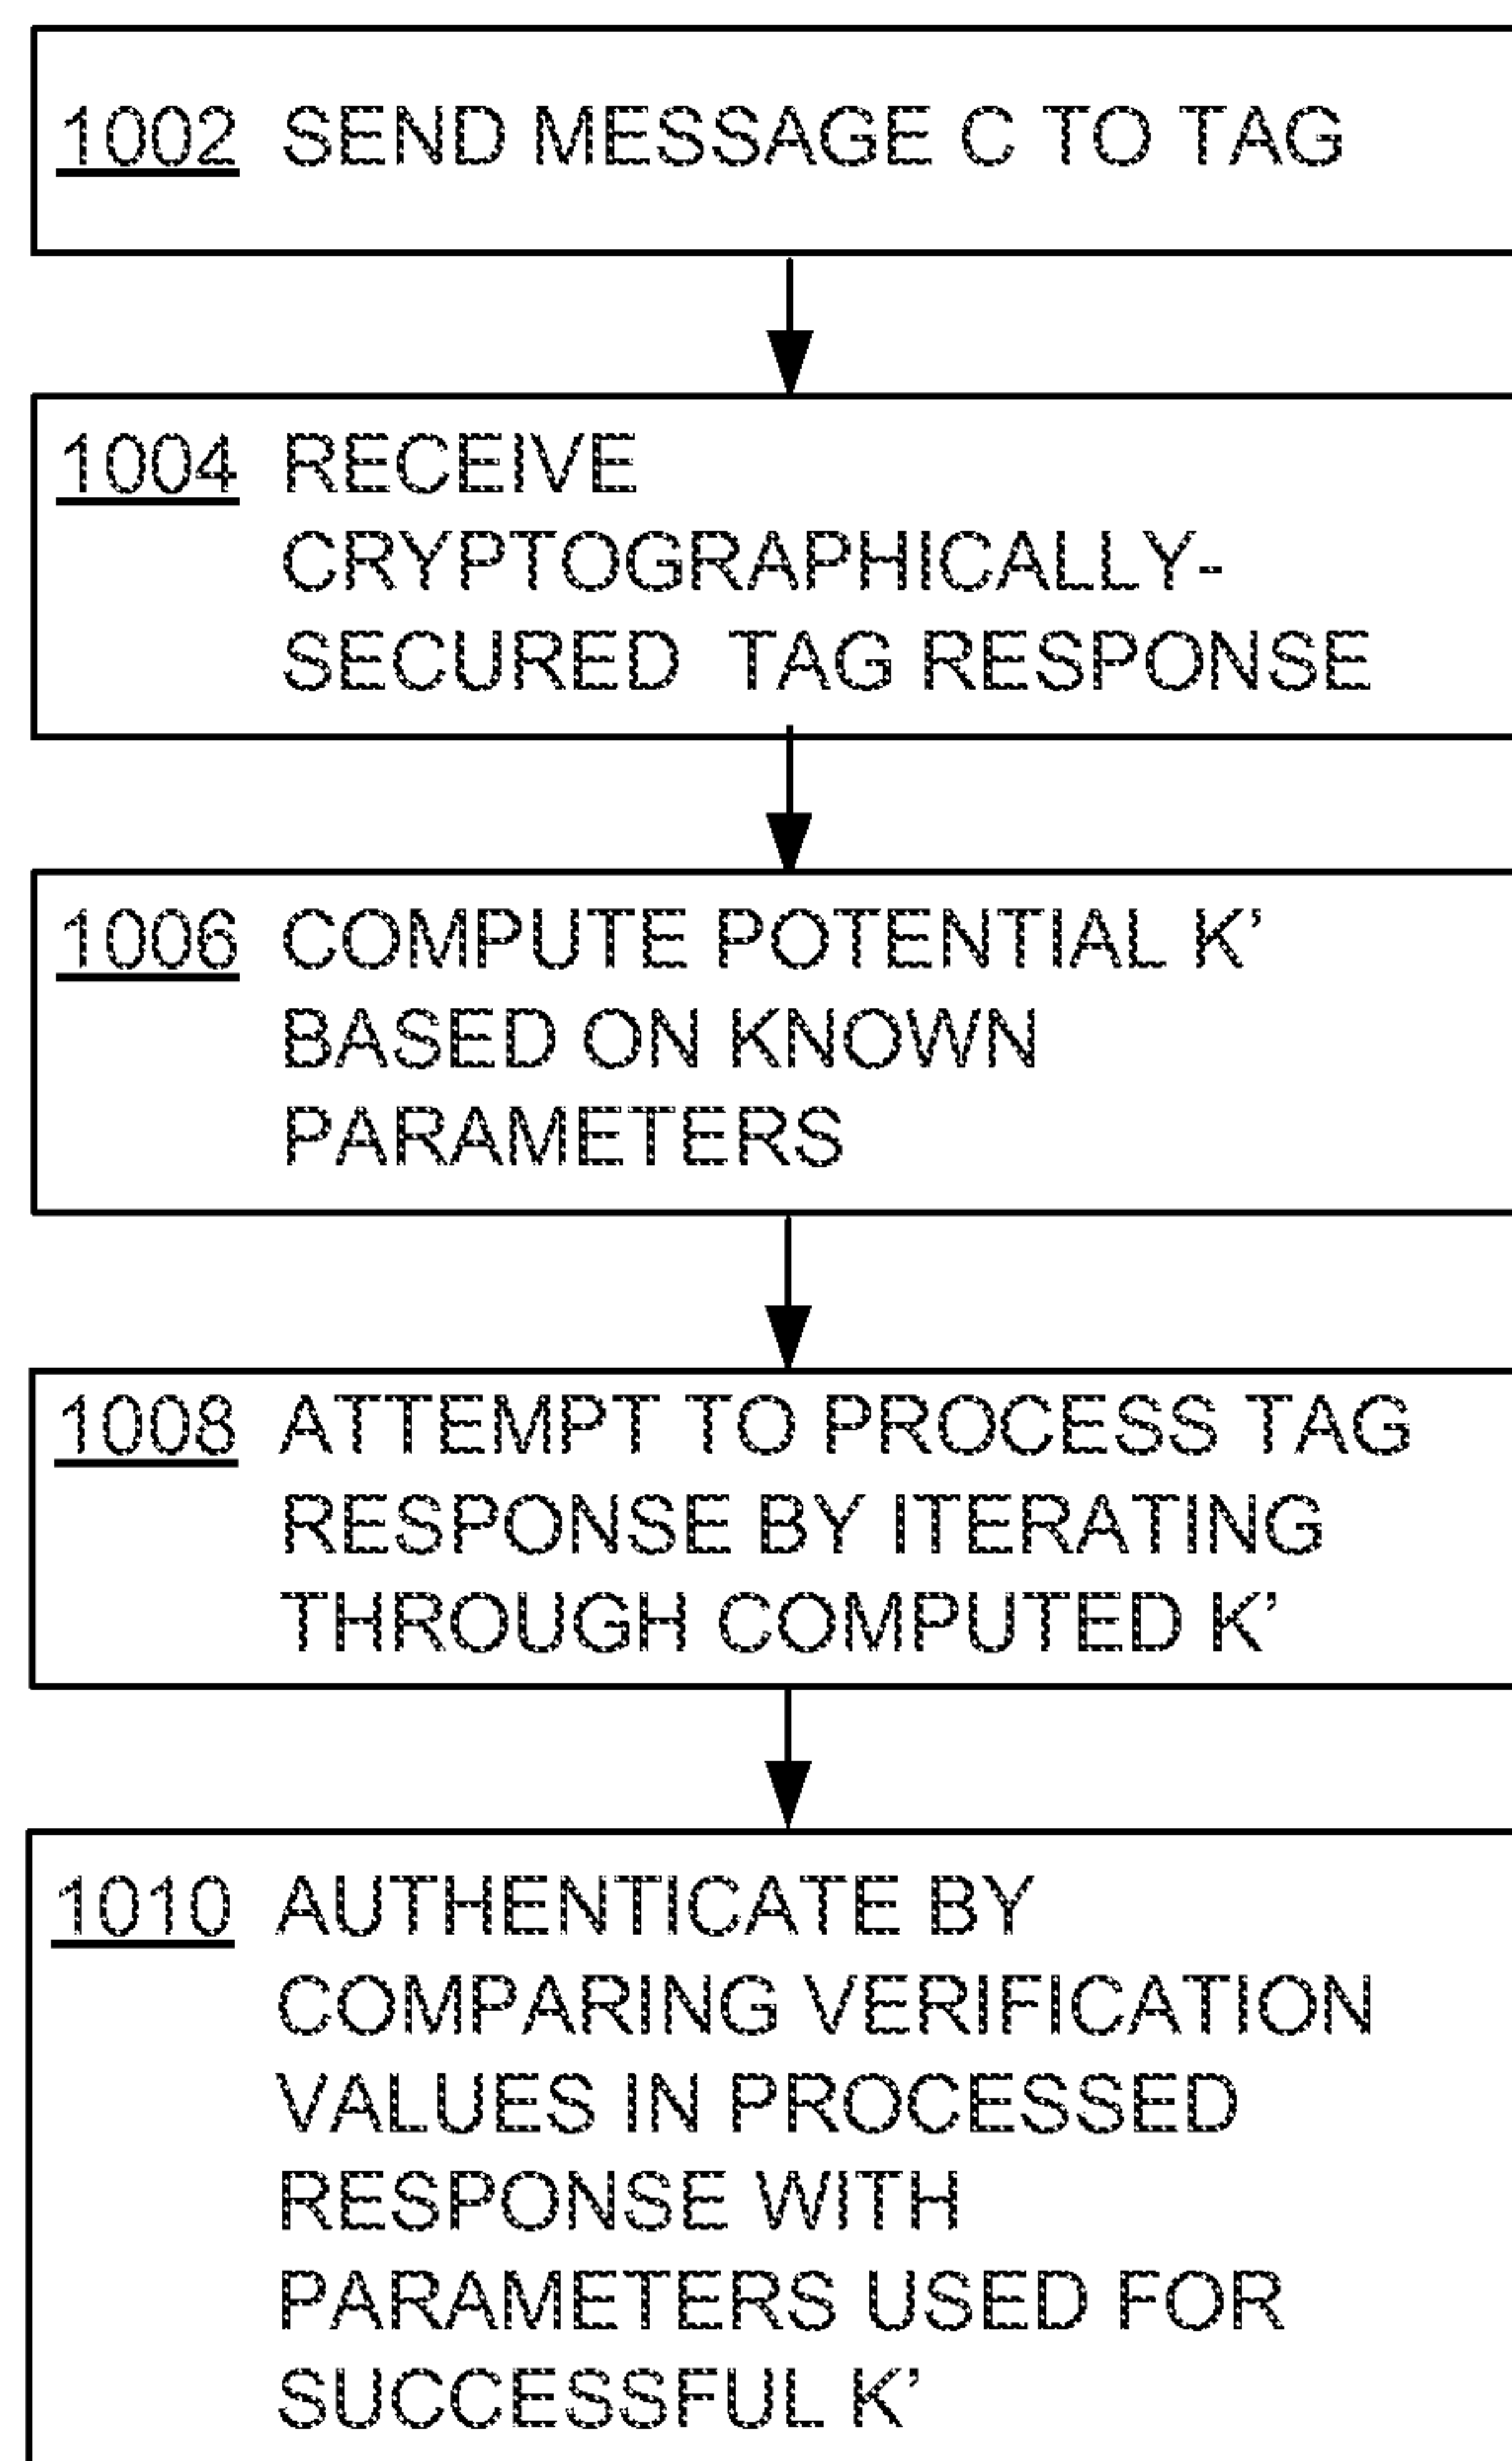 1002 SEND MESSAGE C TO TAG
1004 RECEIVE
CRYPTOGRAPHICALLY-
SECURED TAG RESPONSE
1006 COMPUTE POTENTIAL K’
BASED ON KNOWN
PARAMETERS
1008 ATTEMPT TO PROCESS TAG
RESPONSE BY ITERATING
THROUGH COMPUTED K’
1010 AUTHENTICATE BY
COMPARING VERIFICATION
VALUES IN PROCESSED
RESPONSE WITH
PARAMETERS USED FOR
SUCCESSFUL K’